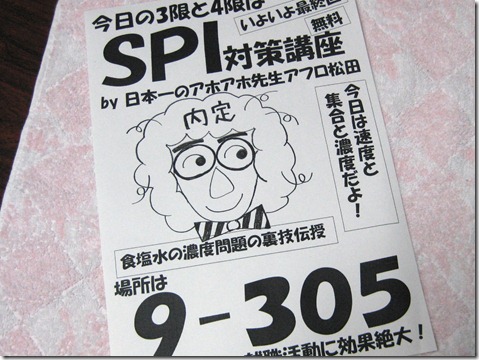 今日の3限と4限は
いよいよ最終回
無料
SPI対策講座
by 日本一のアホアホ先生アフロ松田
内定
今日は速度と
集合と濃度だよ！
食塩水の濃度問題の裏技伝授
場所は
9-305
就職活動に効果絶大！